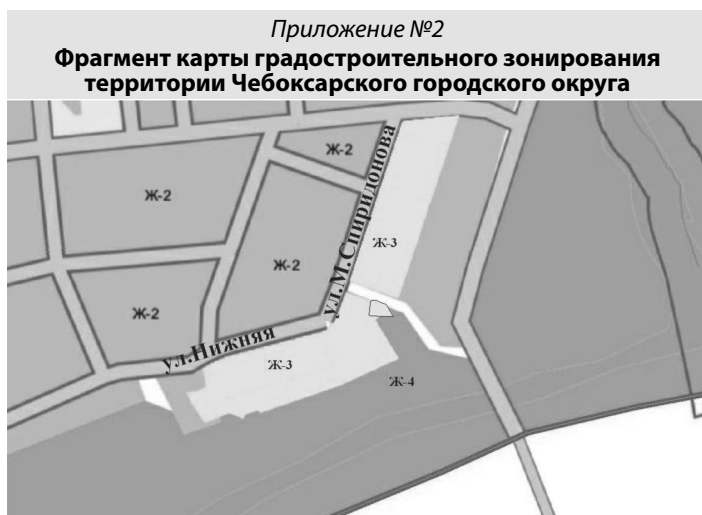 Приложение №2
Фрагмент карты градостроительного зонирования
территории Чебоксарского городского округа
Ж-2
Ж-2
Ж-2
Ж-2
Ж-3
ул.М.Спиридонова
ул.Нижняя
Ж-3
Ж-4